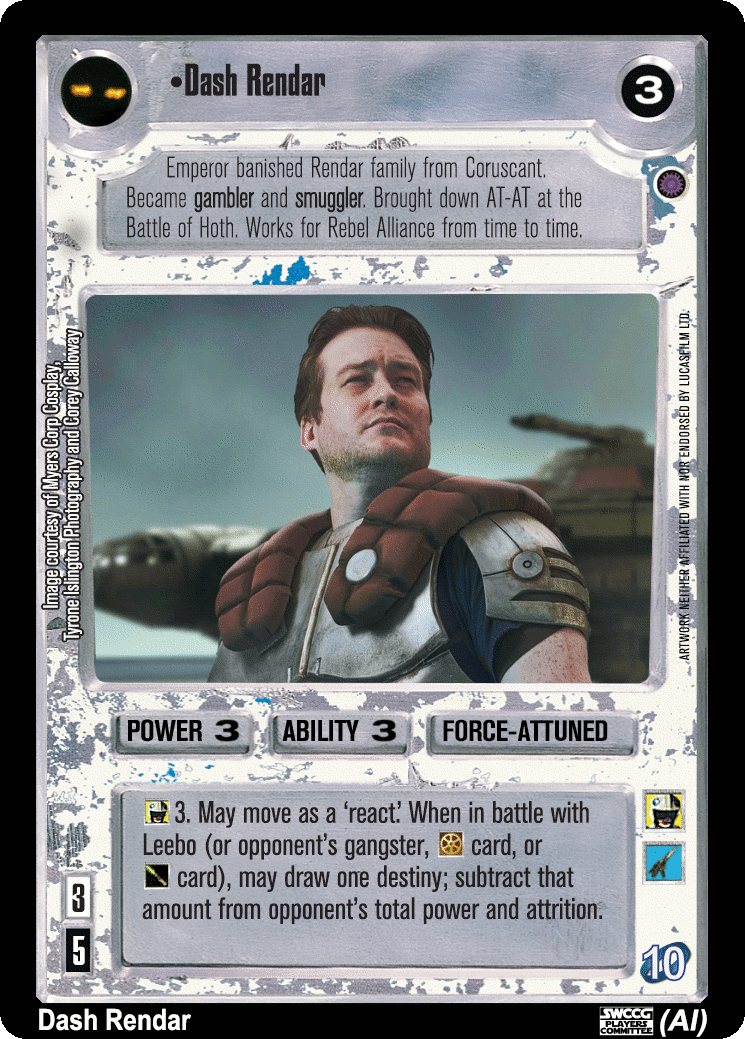 •Dash Rendar
3
Emperor banished Rendar family from Coruscant.
Became gambler and smuggler. Brought down AT-AT at the
Battle of Hoth. Works for Rebel Alliance from time to time.
Image courtesy of Myers Corp Cosplay,
Tyrone Islington Photography and Corey Calloway
ARTWORK NEITHER AFFILIATED WITH NOR ENDORSED BY LUCASFILM LTD.
POWER 3 ABILITY 3 FORCE-ATTUNED
3. May move as a ‘react.’ When in battle with
Leebo (or opponent’s gangster, card, or
card), may draw one destiny; subtract that
amount from opponent’s total power and attrition.
3
5
10
Dash Rendar
SWCCG
PLAYERS
COMMITTEE
(AI)